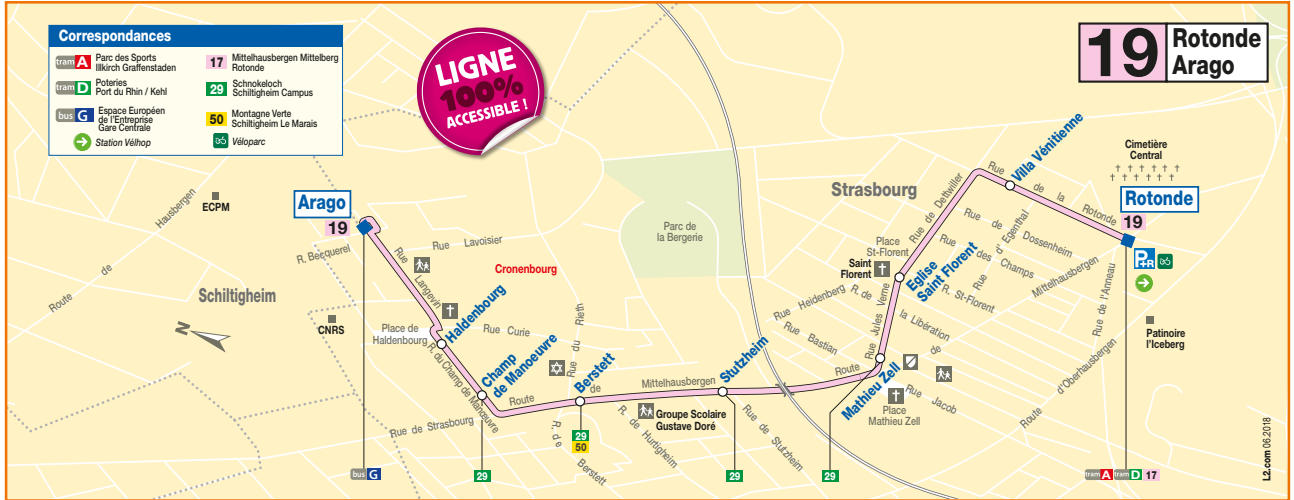 Correspondances
tram A Parc des Sports
Illkirch Graffenstaden
tram D Poteries
Port du Rhin / Kehl
bus G Espace Européen
de l'Entreprise
Gare Centrale
Station Vélhop
17 Mittelhausbergen Mittelberg
Rotonde
29 Schnokeloch
Schiltigheim Campus
50 Montagne Verte
Schiltigheim Le Marais
Véloparc
LIGNE
100%
ACCESSIBLE !
19 Rotonde
Arago
Villa Vénitienne
Cimetière
Central
Strasbourg
Rue de Dettwiller
Rue de la Rotonde
Rotonde
19
P+R
ECPM
Hausbergen
de
Route
Arago
19
R. Becquerel
Rue Lavoisier
Rue Langevin
Cronenbourg
Parc de
la Bergerie
Place
St-Florent
Saint
Florent
Eglise
Saint Florent
Rue de Dossenheim
Rue d'Egenthal
Rue des Champs
R. St-Florent
Mittelhausbergen
Rue de l'Anneau
Schiltigheim
N
CNRS
Place de
Haldenbourg
Haldenbourg
Rue Curie
Rue du Rieth
R. du Champ de Manœuvre
Champ
de Manoeuvre
Berstett
Stutzheim
Rue Heidenberg
R. de
la Libération
Rue Bastian
Rue Jules Verne
Route
de
Mittelhausbergen
Route
de
Mathieu Zell
Rue Jacob
Place
Mathieu Zell
Route
d'Oberhausbergen
Patinoire
l'Iceberg
Rue de Strasbourg
R. de
Berstett
29
50
Groupe Scolaire
Gustave Doré
R. de Hurtigheim
Rue de Stutzheim
bus G
29
29
29
tram A tram D 17
L2.com 06.2018